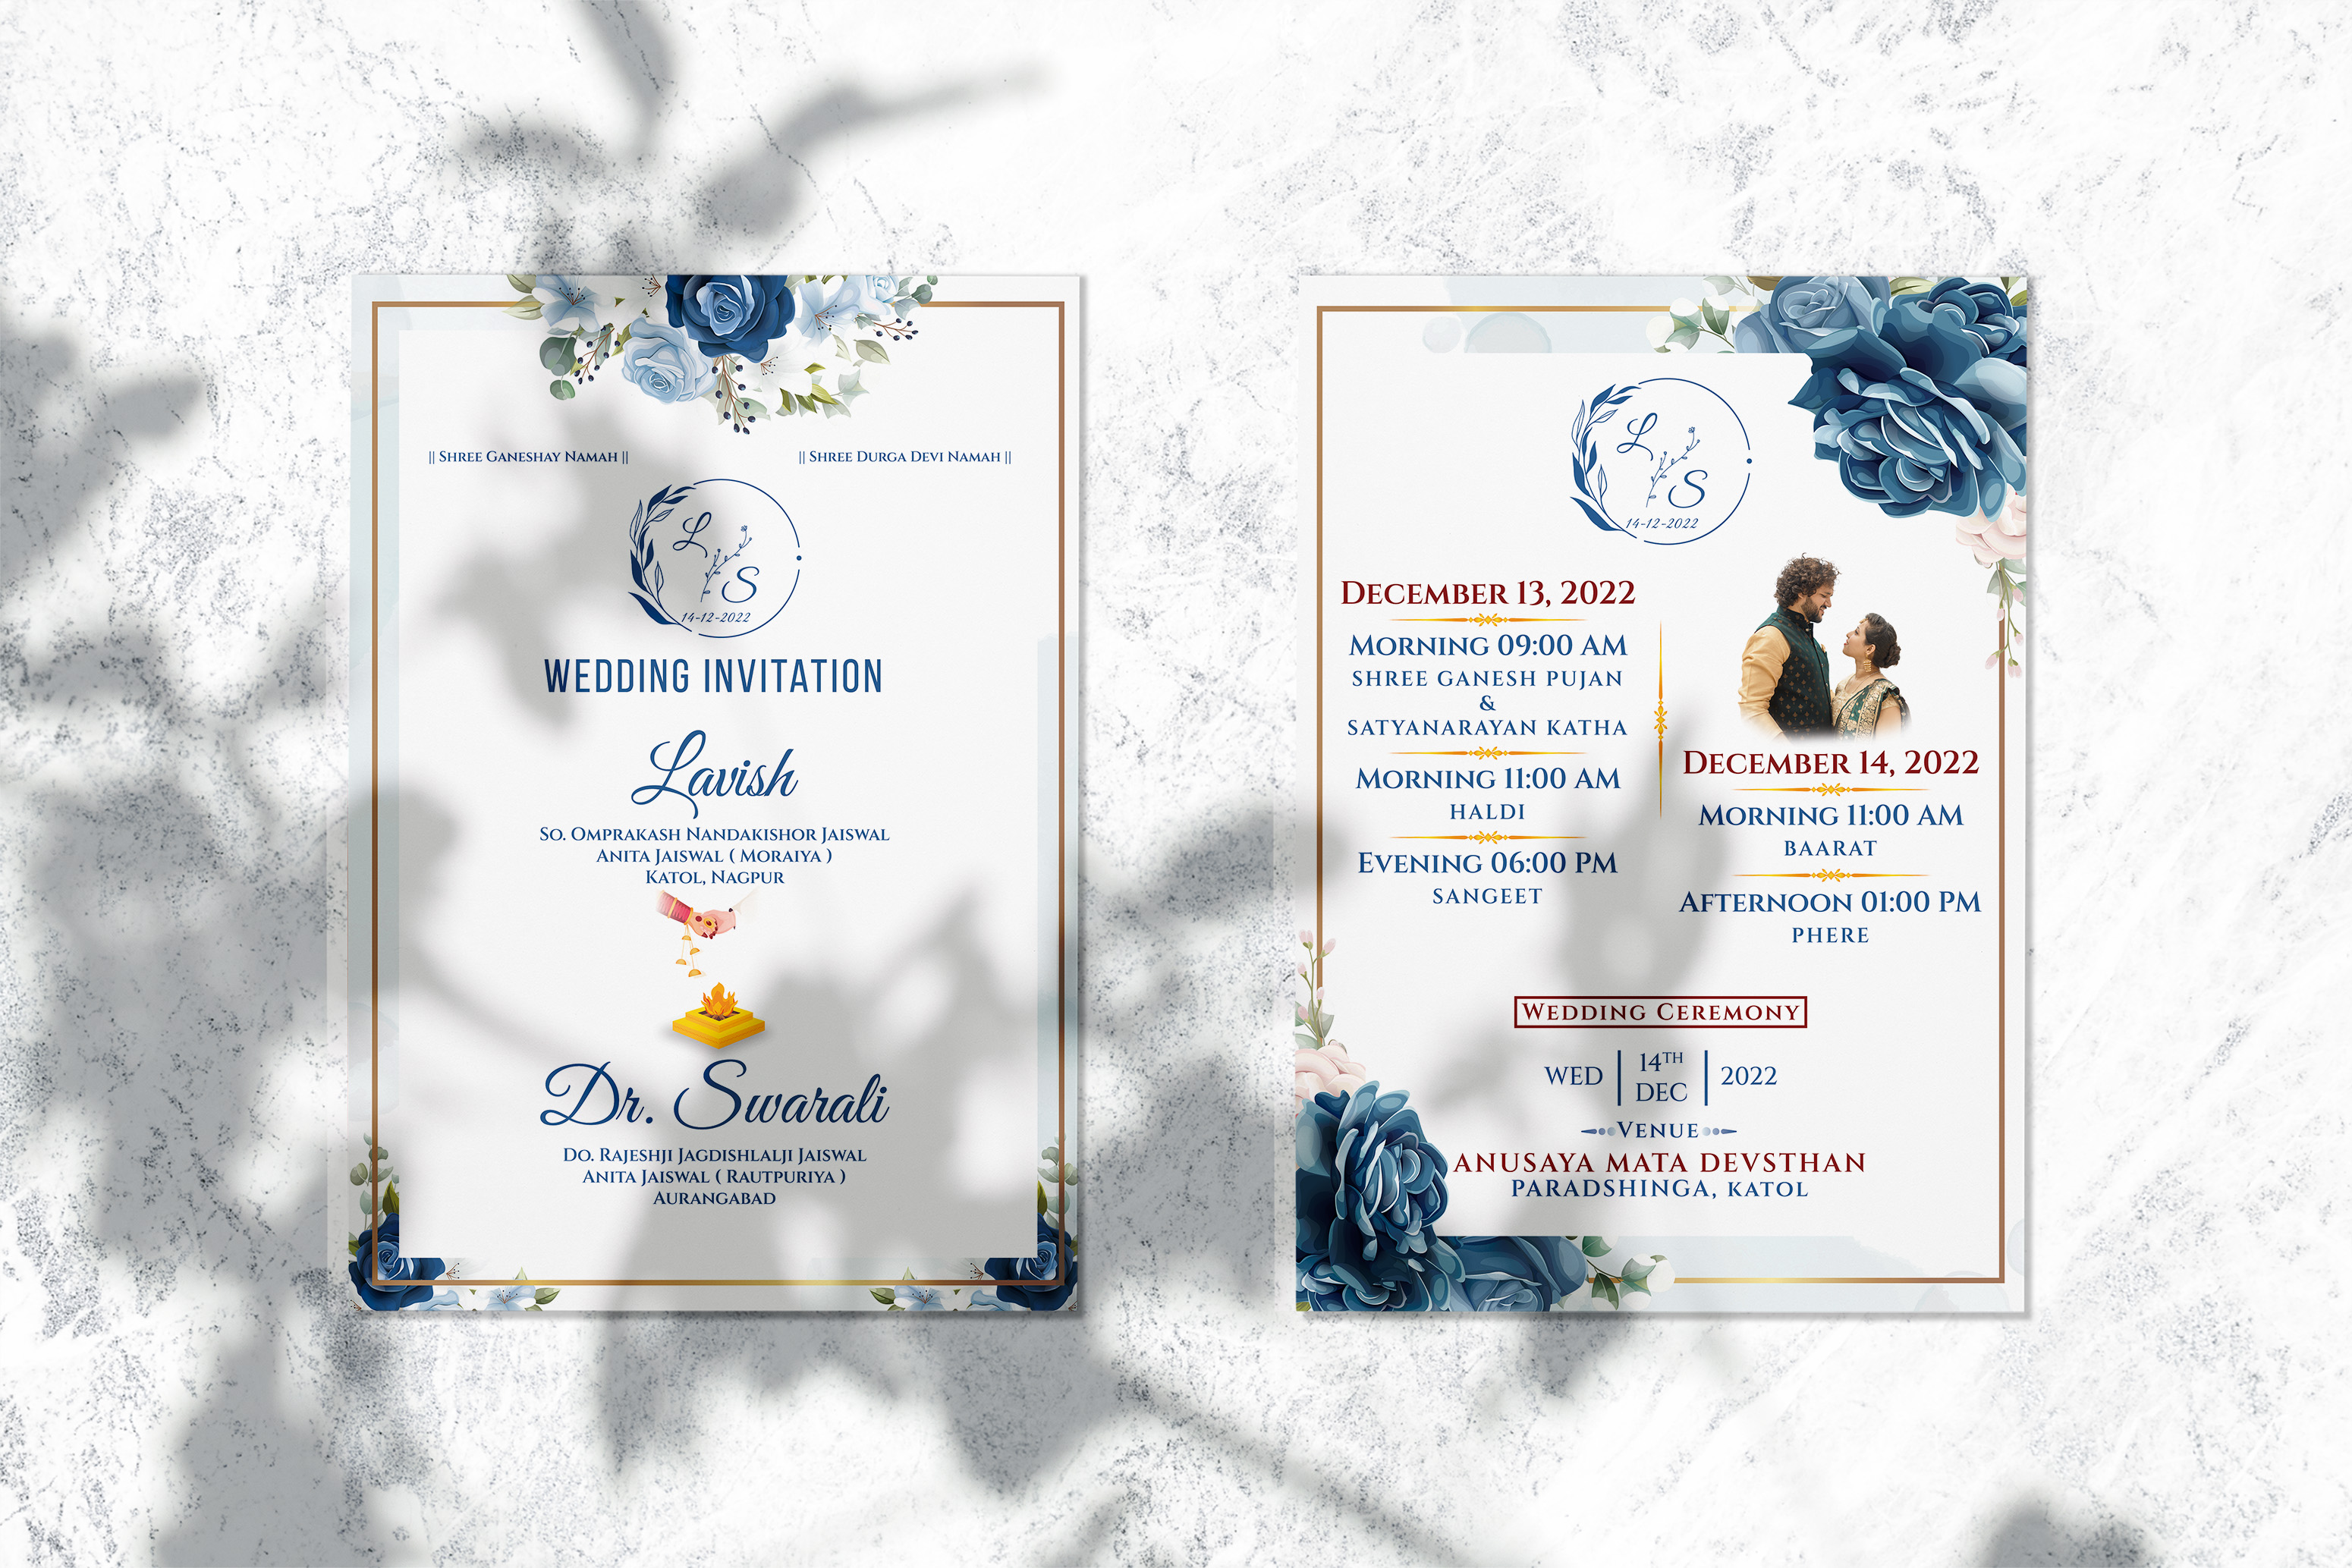 || Shree Ganeshay Namah ||
|| Shree Durga Devi Namah ||
L
S
14-12-2022
WEDDING INVITATION
Lavish
So. Omprakash Nandakishor Jaiswal
Anita Jaiswal ( Moraiya )
Katol, Nagpur
Dr. Swarali
Do. Rajeshji Jagdishlalji Jaiswal
Anita Jaiswal ( Rautpuriya )
Aurangabad
L
S
14-12-2022
December 13, 2022
Morning 09:00 AM
SHREE GANESH PUJAN
&
SATYANARAYAN KATHA
Morning 11:00 AM
HALDI
Evening 06:00 PM
SANGEET
December 14, 2022
Morning 11:00 AM
BAARAT
Afternoon 01:00 PM
PHERE
Wedding Ceremony
WED | 14TH DEC | 2022
Venue
ANUSAYA MATA DEVSTHAN
PARADSHINGA, KATOL